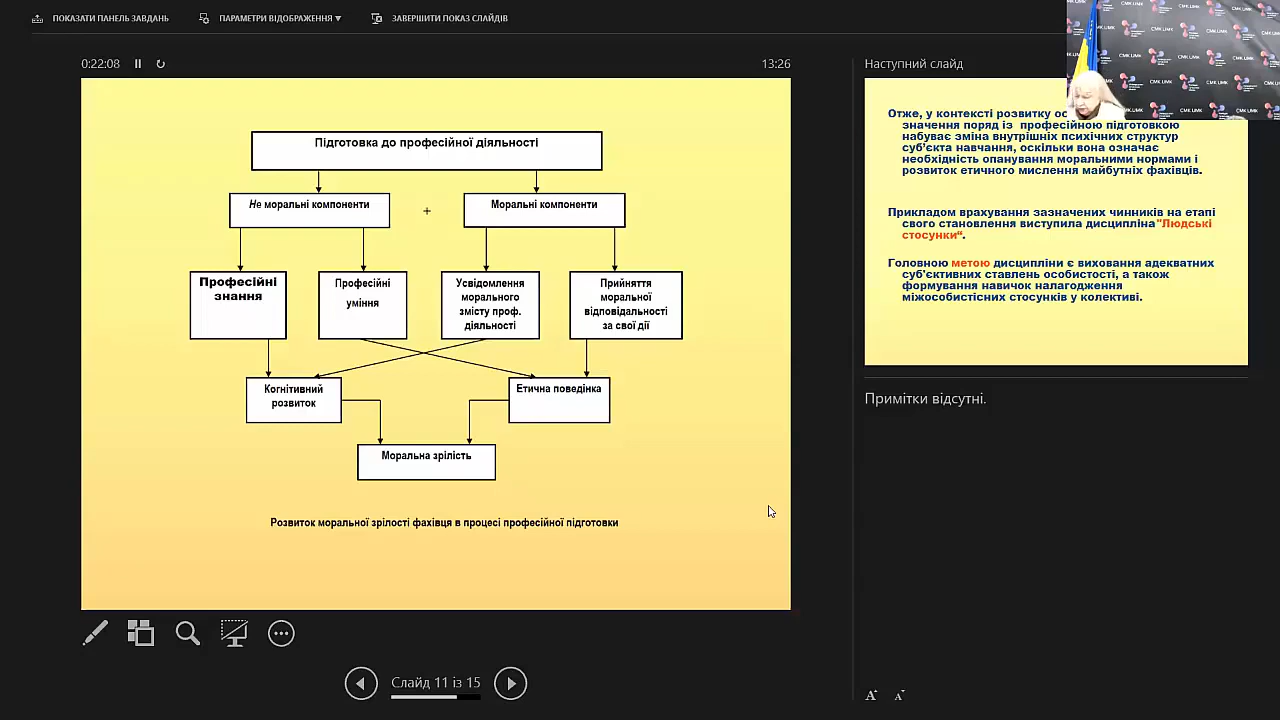 ПОКАЗАТИ ПАНЕЛЬ ЗАВДАНЬ
ПАРАМЕТРИ ВІДОБРАЖЕННЯ ▼
ЗАВЕРШИТИ ПОКАЗ СЛАЙДІВ
0:22:08
13:26
Підготовка до професійної діяльності
Не моральні компоненти
+
Моральні компоненти
Професійні
знання
Професійні
уміння
Усвідомлення
морального
змісту проф.
діяльності
Прийняття
моральної
відповідальності
за свої дії
Когнітивний
розвиток
Етична поведінка
Моральна зрілість
Розвиток моральної зрілості фахівця в процесі професійної підготовки
Слайд 11 із 15
Наступний слайд
СМК ЦМК
Отже, у контексті розвитку
значення поряд із професійною підготовкою
набуває зміна внутрішніх психічних структур
суб'єкта навчання, оскільки вона означає
необхідність опанування моральними нормами і
розвиток етичного мислення майбутніх фахівців.
Прикладом врахування зазначених чинників на етапі
свого становлення виступила дисципліна "Людські
стосунки".
Головною метою дисципліни є виховання адекватних
суб'єктивних ставлень особистості, а також
формування навичок налагодження
міжособистісних стосунків у колективі.
Примітки відсутні.
A A